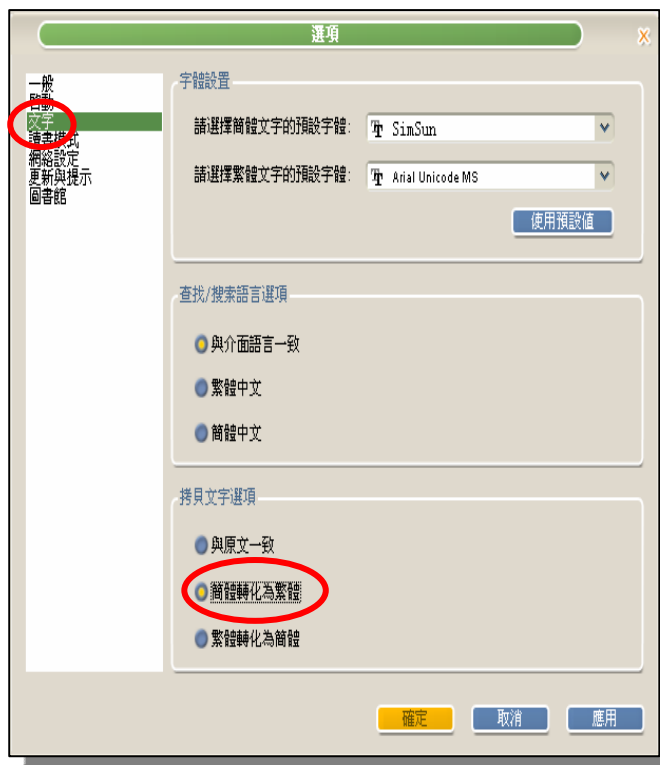 選項
一般
啓動
文字
讀書模式
網絡設定
更新與提示
圖書館
字體設置
請選擇簡體文字的預設字體:
SimSun
請選擇繁體文字的預設字體:
Arial Unicode MS
使用預設值
查找/搜索語言選項
與介面語言一致
繁體中文
簡體中文
拷貝文字選項
與原文一致
簡體轉化為繁體
繁體轉化為簡體
確定
取消
應用